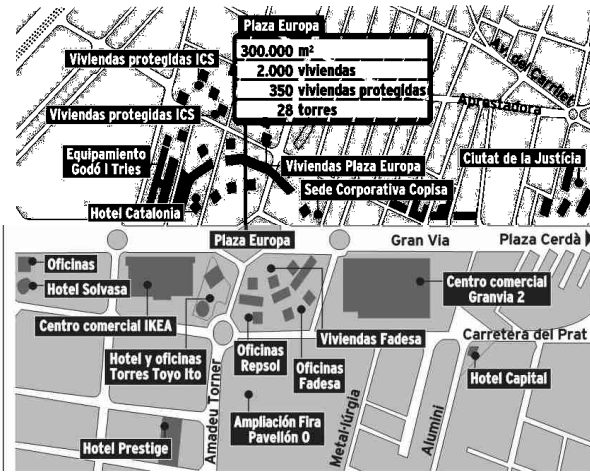 Plaza Europa
300.000 m²
2.000 viviendas
350 viviendas protegidas
28 torres
Viviendas protegidas ICS
Av. del Carrilet
Aprestadora
Viviendas protegidas ICS
Equipamiento
Godó I Tries
Viviendas Plaza Europa
Ciutat de la Justícia
Sede Corporativa Copisa
Hotel Catalonia
Plaza Europa
Gran Via
Plaza Cerdà
Oficinas
Hotel Solvasa
Centro comercial
Granvia 2
Centro comercial IKEA
Viviendas Fadesa
Carretera del Prat
Hotel y oficinas
Torres Toyo Ito
Oficinas
Repsol
Oficinas
Fadesa
Hotel Capital
Amadeu Torner
Ampliación Fira
Pavellón 0
Metal·lúrgia
Alumini
Hotel Prestige